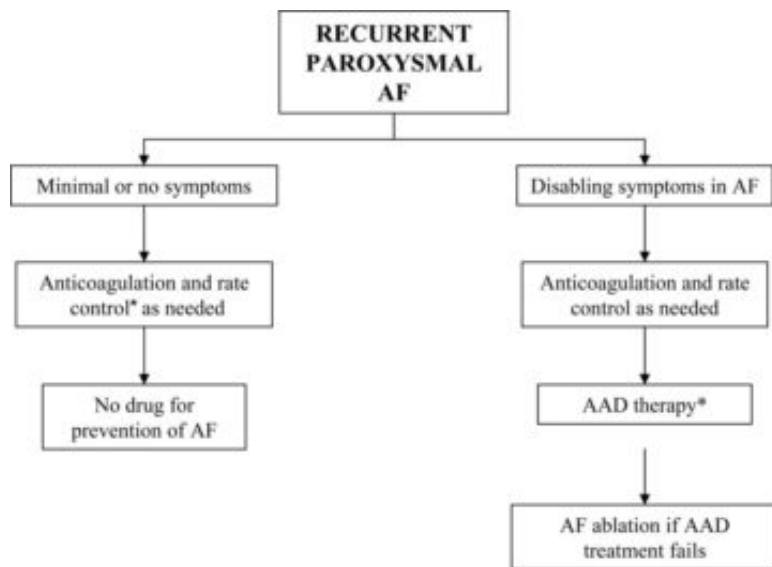 RECURRENT
PAROXYSMAL
AF
Minimal or no symptoms
Disabling symptoms in AF
Anticoagulation and rate
control* as needed
Anticoagulation and rate
control as needed
No drug for
prevention of AF
AAD therapy*
AF ablation if AAD
treatment fails